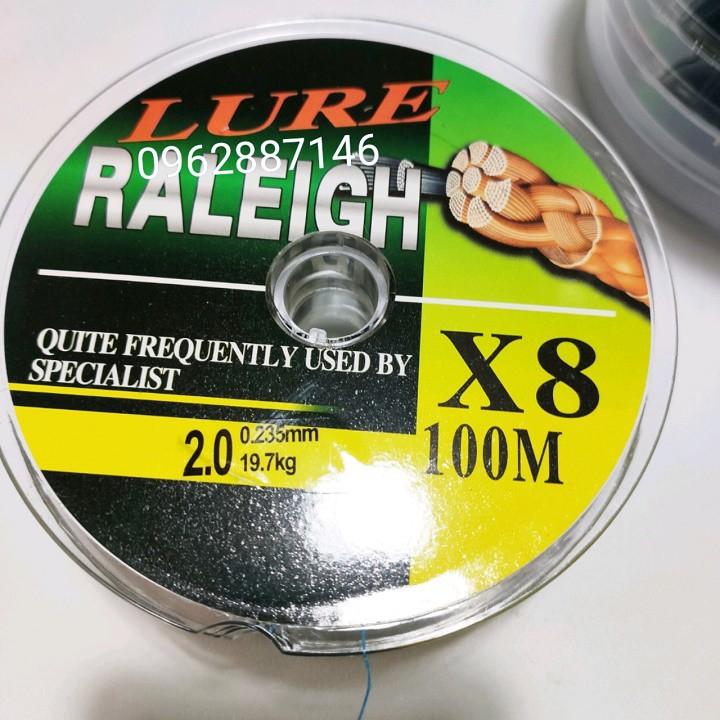 LURE
0962887146
RALEIGH
QUITE FREQUENTLY USED BY
SPECIALIST
X8
100M
2.0
0.235mm
19.7kg